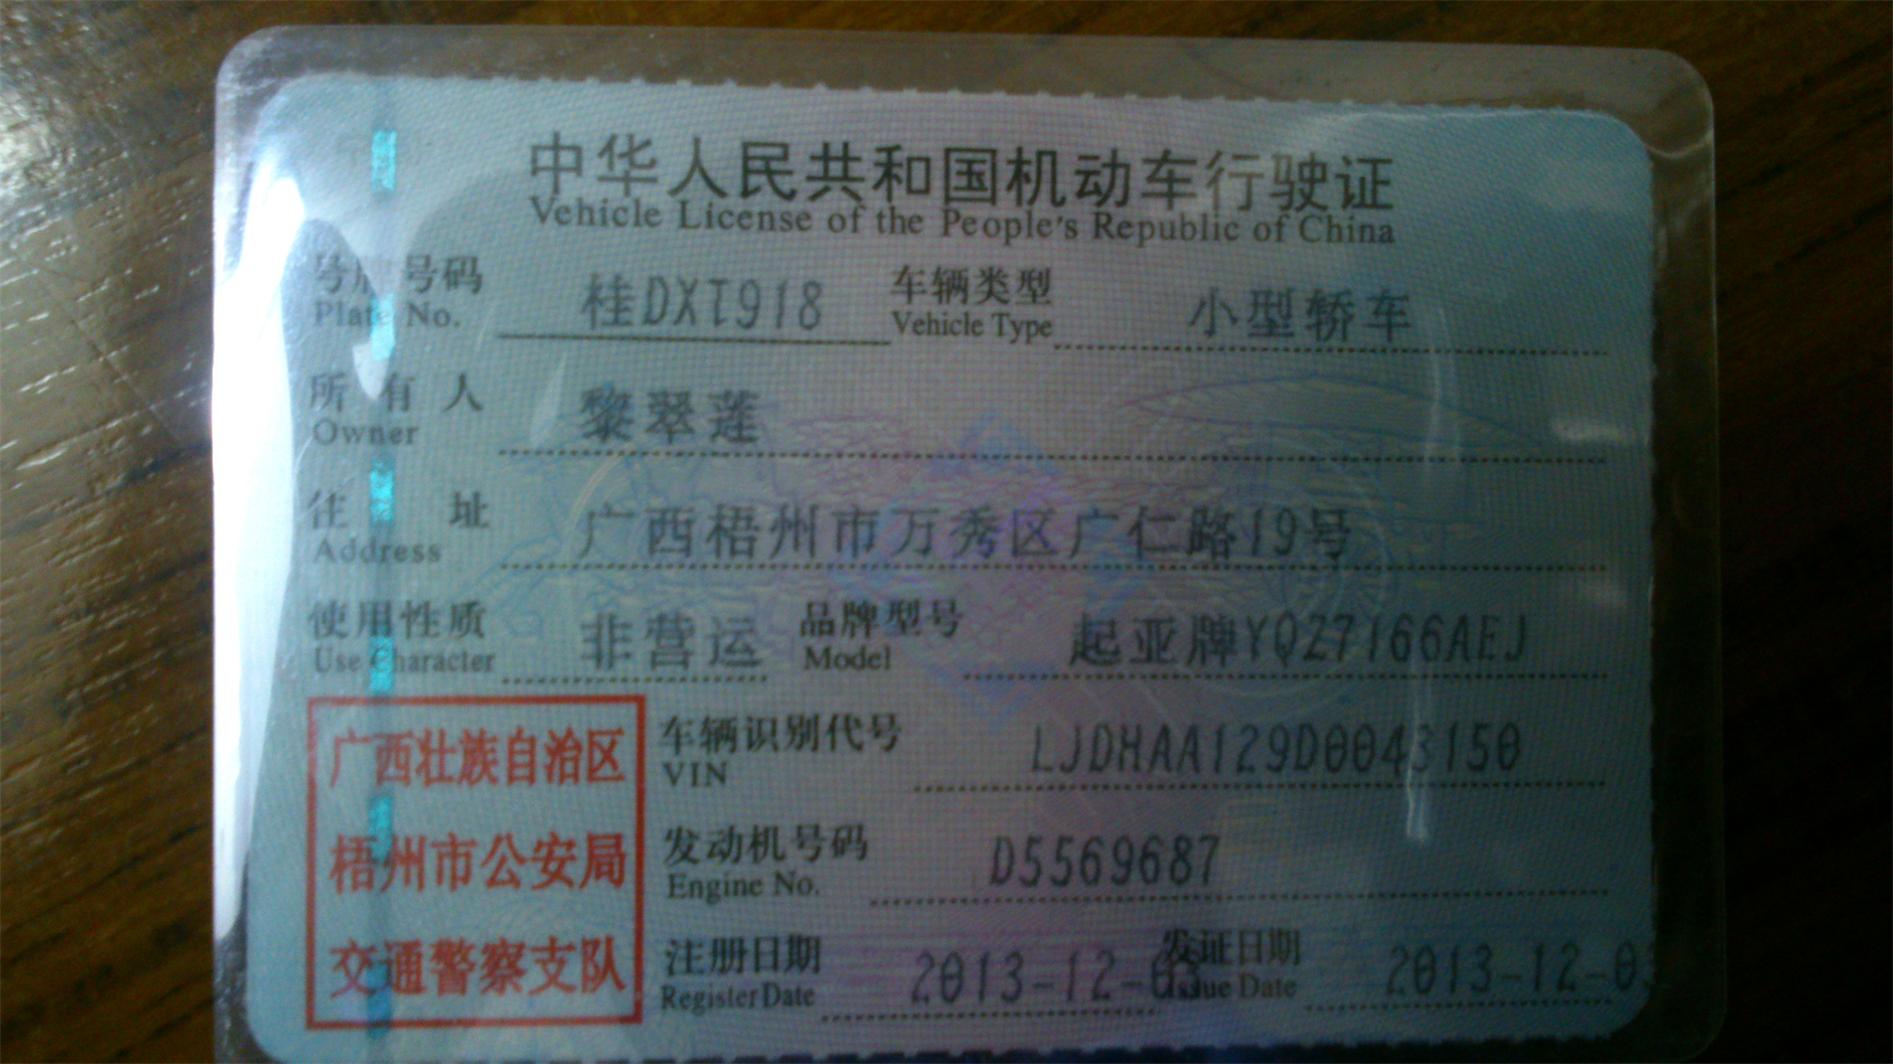 中华人民共和国机动车行驶证
Vehicle License of the People's Republic of China
号牌号码 桂DXT918 车辆类型 小型轿车
Plate No. Vehicle Type
所有人 黎翠莲
Owner
住址 广西梧州市万秀区广仁路19号
Address
使用性质 非营运 品牌型号 起亚牌YQZ7166AEJ
Use Character Model
广西壮族自治区
梧州市公安局
交通警察支队
车辆识别代号 LJDHAA129D0043150
VIN
发动机号码 D5569687
Engine No.
注册日期 2013-12-03 发证日期 2013-12-03
Register Date Issue Date